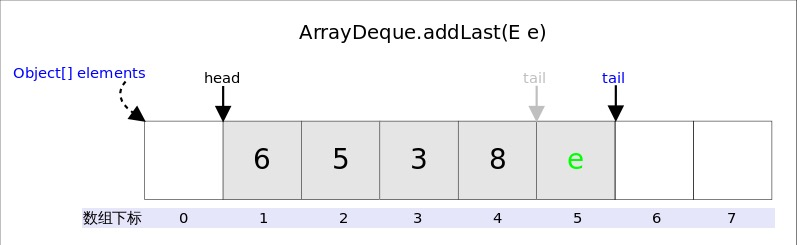 ArrayDeque.addLast(E e)
Object[] elements
head
tail
tail
6 5 3 8 e
数组下标 0 1 2 3 4 5 6 7